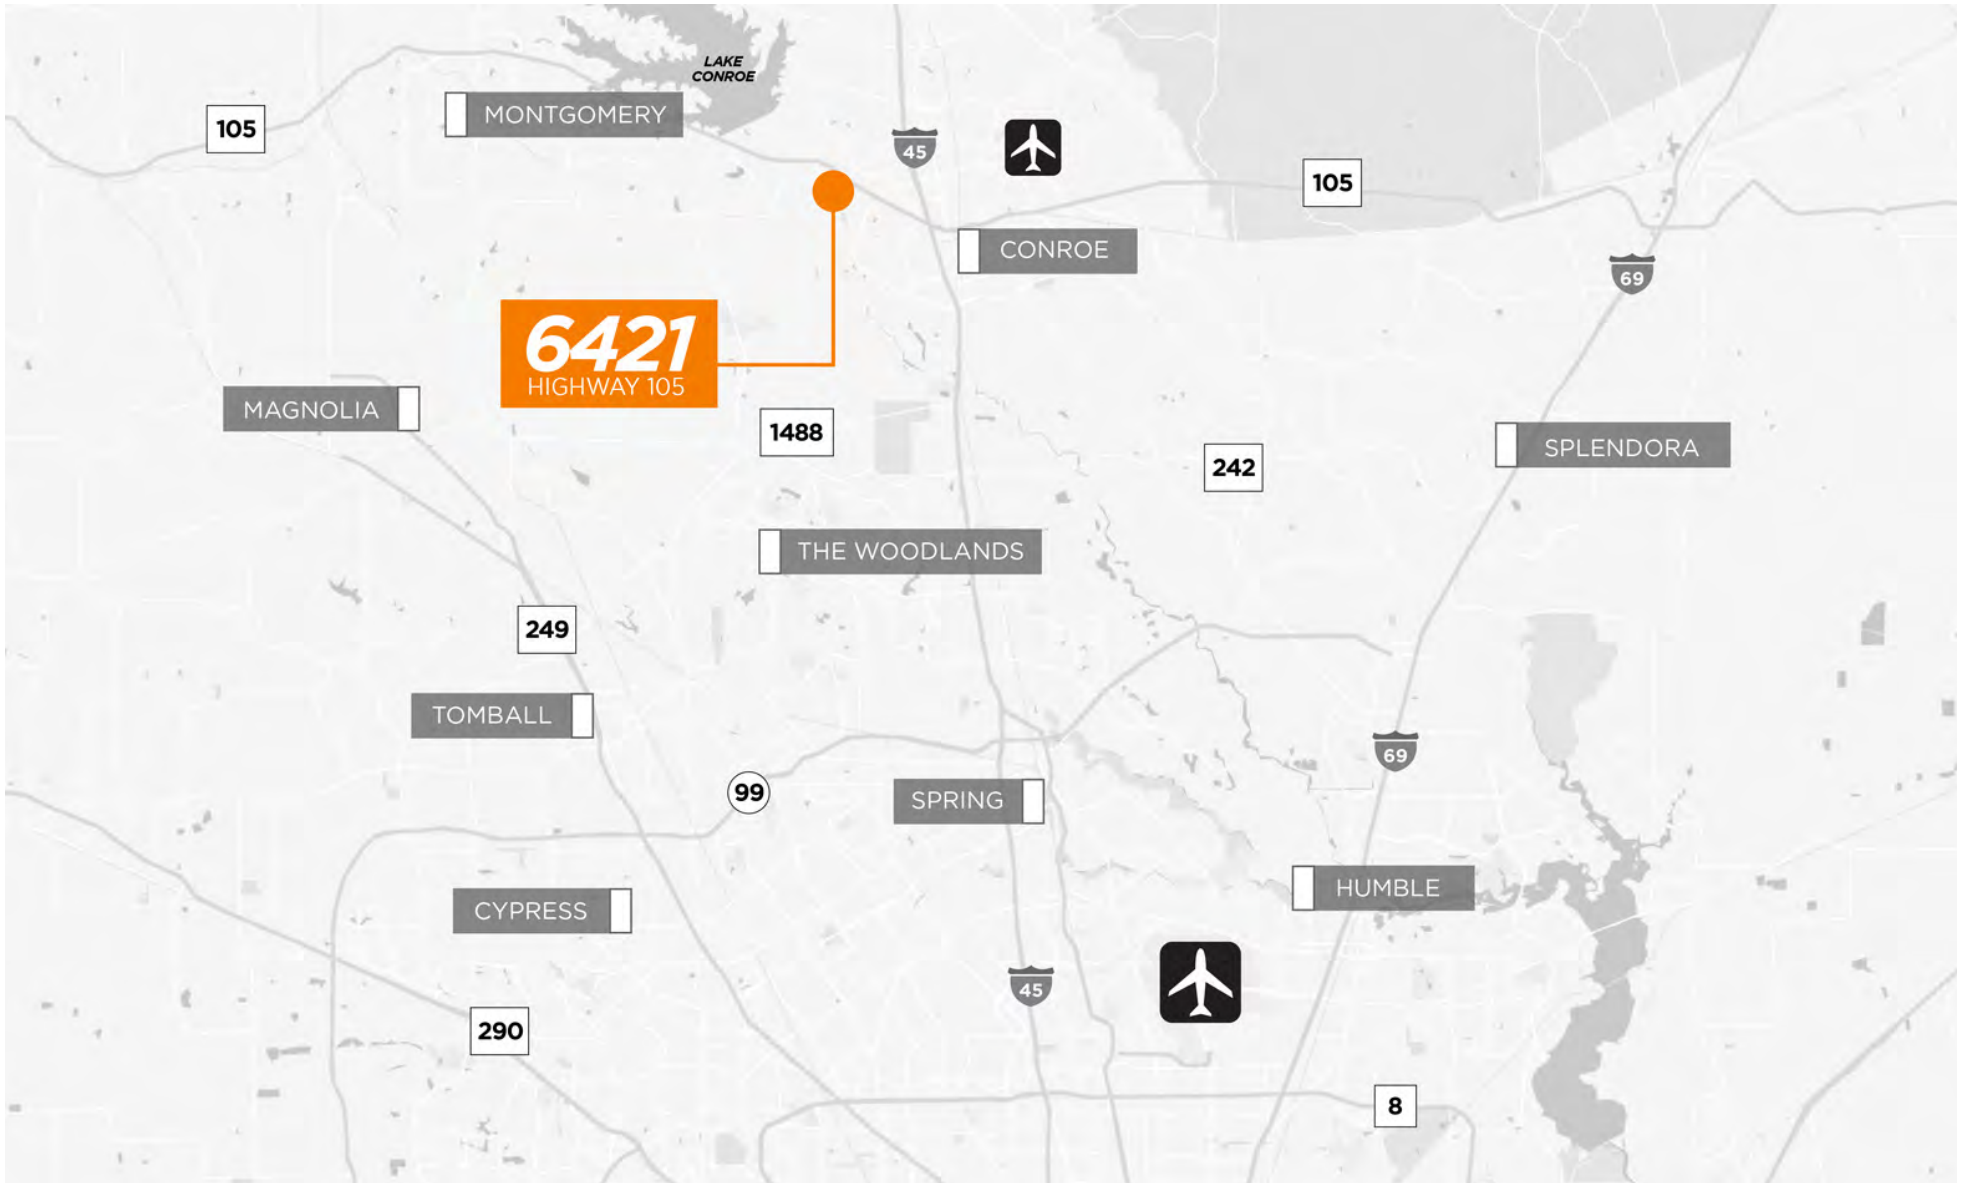 LAKE
CONROE
MONTGOMERY
105
45
105
CONROE
69
6421
HIGHWAY 105
MAGNOLIA
1488
242
SPLENDORA
THE WOODLANDS
249
TOMBALL
69
99
SPRING
HUMBLE
CYPRESS
45
290
8